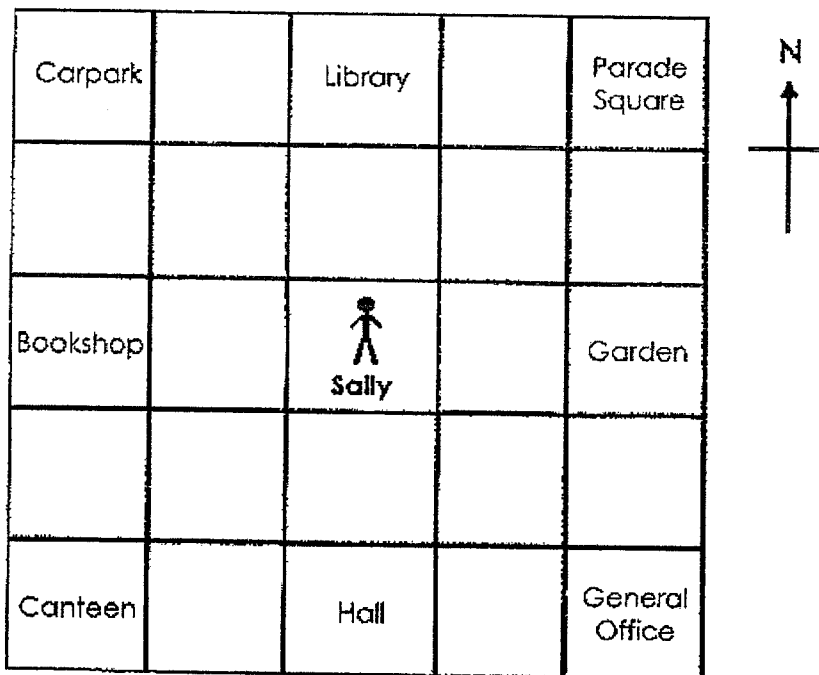 Carpark
Library
Parade
Square
N
Bookshop
Sally
Garden
Canteen
Hall
General
Office